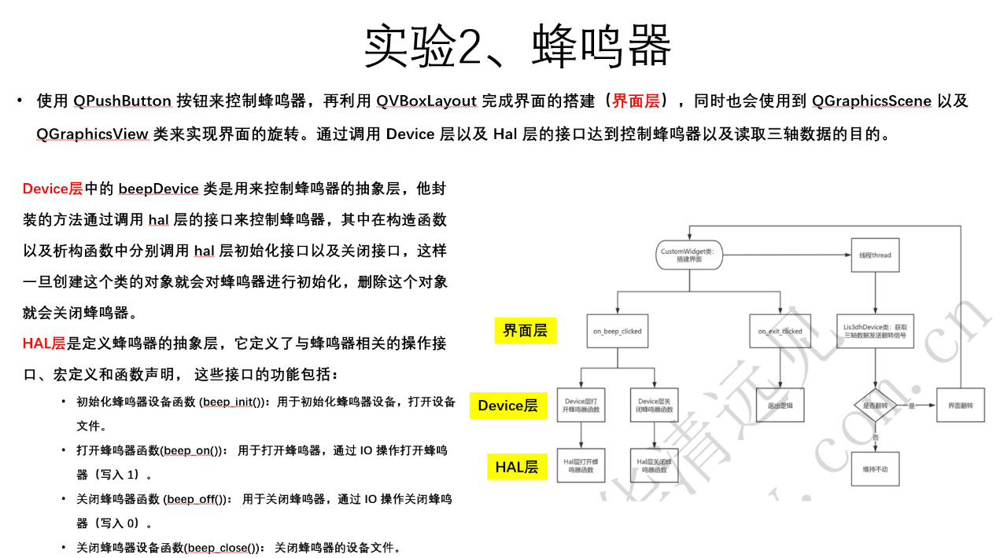 实验2、蜂鸣器
• 使用 QPushButton 按钮来控制蜂鸣器，再利用 QVBoxLayout 完成界面的搭建（界面层），同时也会使用到 QGraphicsScene 以及
QGraphicsView 类来实现界面的旋转。通过调用 Device 层以及 Hal 层的接口达到控制蜂鸣器以及读取三轴数据的目的。
Device层中的 beepDevice 类是用来控制蜂鸣器的抽象层，他封
装的方法通过调用 hal 层的接口来控制蜂鸣器，其中在构造函数
以及析构函数中分别调用 hal 层初始化接口以及关闭接口，这样
一旦创建这个类的对象就会对蜂鸣器进行初始化，删除这个对象
就会关闭蜂鸣器。
HAL层是定义蜂鸣器的抽象层，它定义了与蜂鸣器相关的操作接
口、宏定义和函数声明， 这些接口的功能包括：
• 初始化蜂鸣器设备函数 (beep_init())：用于初始化蜂鸣器设备，打开设备
文件。
• 打开蜂鸣器函数(beep_on())： 用于打开蜂鸣器，通过 IO 操作打开蜂鸣
器（写入 1）。
• 关闭蜂鸣器函数 (beep_off())： 用于关闭蜂鸣器，通过 IO 操作关闭蜂鸣
器（写入 0）。
• 关闭蜂鸣器设备函数(beep_close())： 关闭蜂鸣器的设备文件。
CustomWidget类：
搭建界面
线程thread
界面层
on_beep_clicked
on_exit_clicked
Lis3dhDevice类：获取
三轴数据发送翻转信号
Device层
Device层打
开蜂鸣器函数
Device层关
闭蜂鸣器函数
退出逻辑
是否翻转
是
界面翻转
否
HAL层
Hal层打开蜂
鸣器函数
Hal层关闭蜂
鸣器函数
维持不动
华清远见
.com.cn